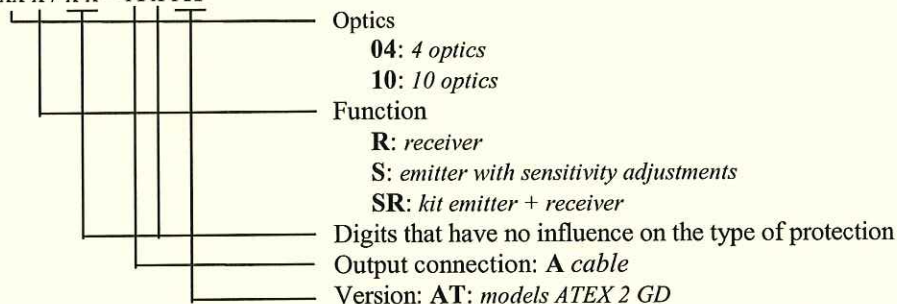 Optics
04: 4 optics
10: 10 optics
Function
R: receiver
S: emitter with sensitivity adjustments
SR: kit emitter + receiver
Digits that have no influence on the type of protection
Output connection: A cable
Version: AT: models ATEX 2 GD